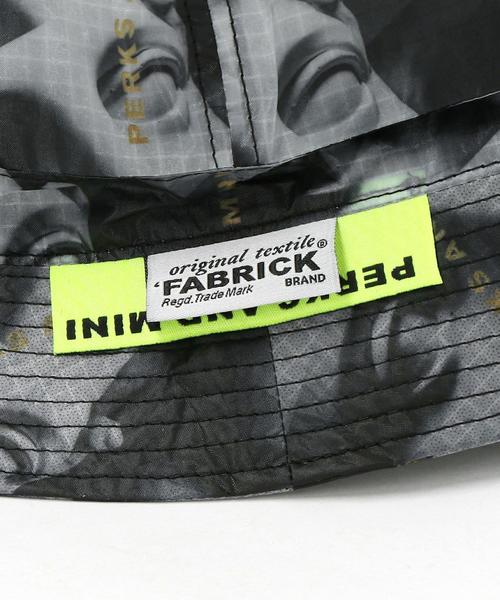 PERKS
original textile®
'FABRICK
BRAND
Regd. Trade Mark
PERKS AND MINI